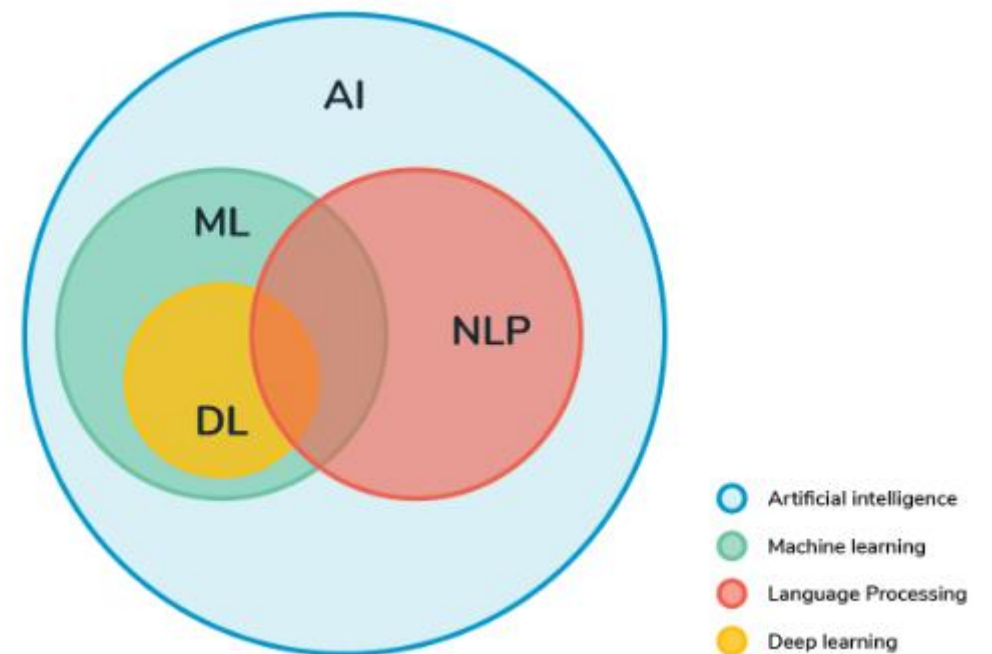 AI
ML
NLP
DL
Artificial intelligence
Machine learning
Language Processing
Deep learning